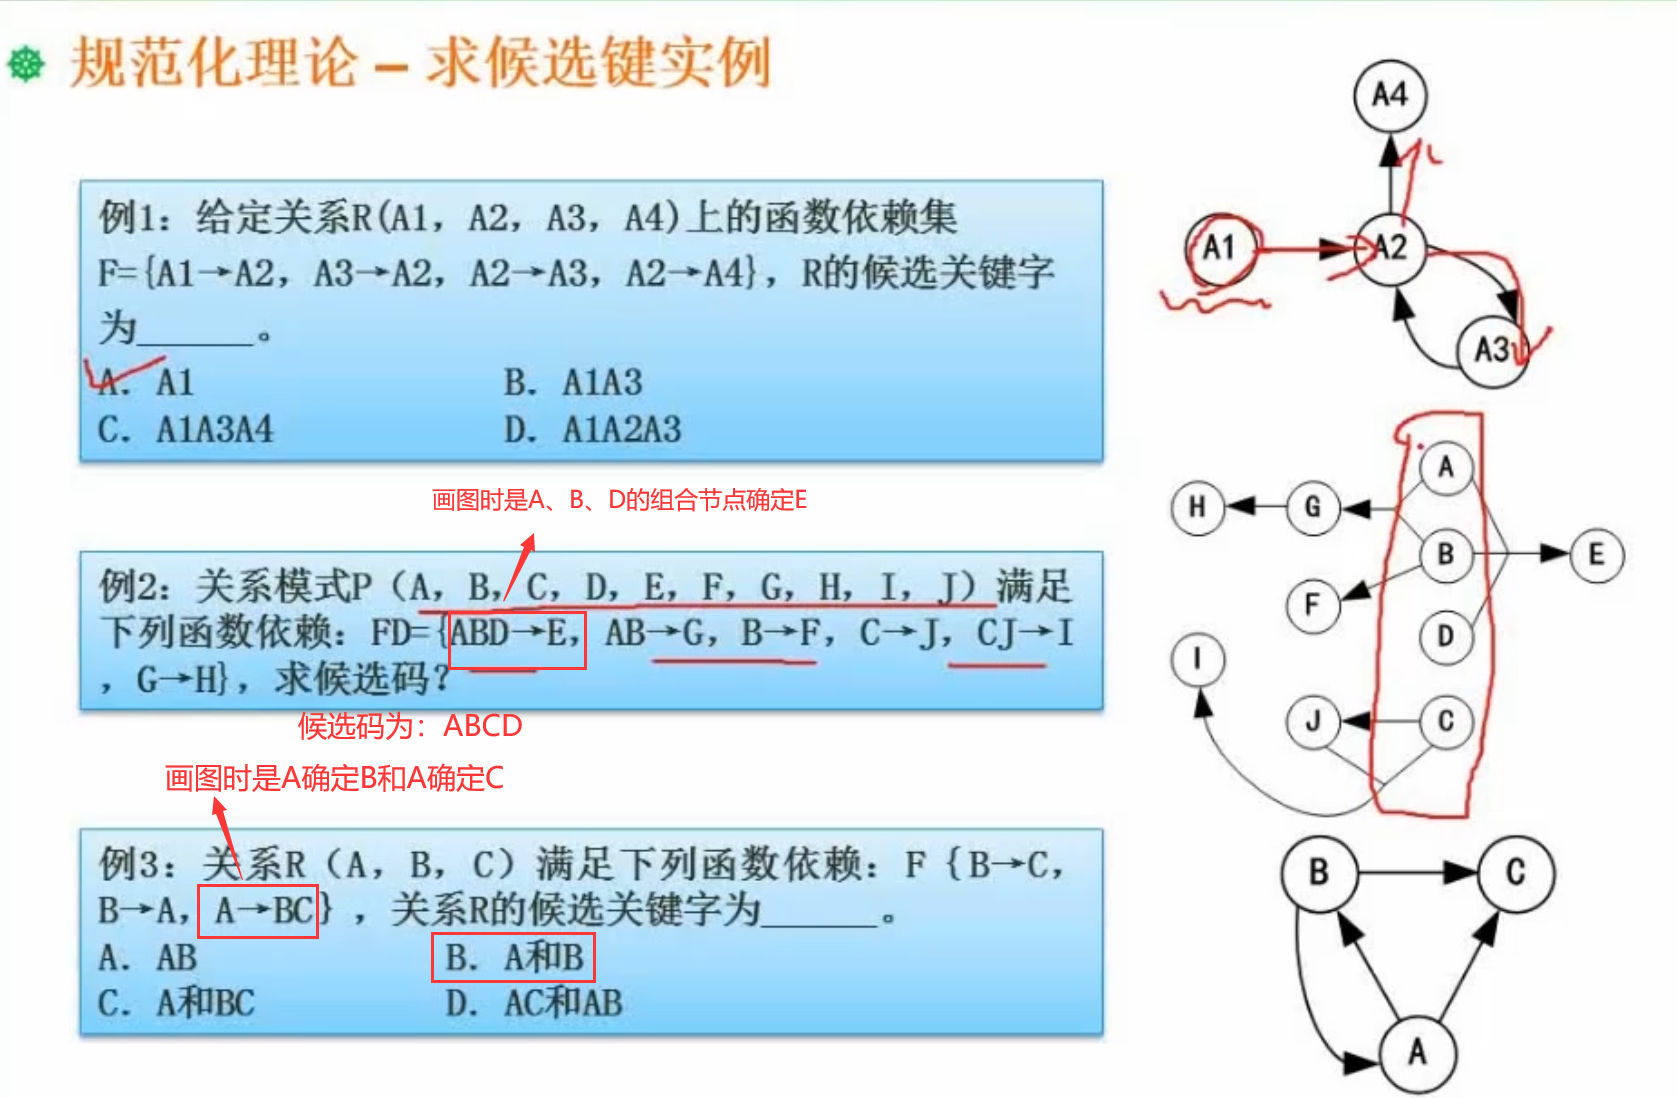 规范化理论 – 求候选键实例
例1：给定关系R(A1，A2，A3，A4)上的函数依赖集
F={A1→A2，A3→A2，A2→A3，A2→A4}，R的候选关键字
为______。
A．A1 B．A1A3
C．A1A3A4 D．A1A2A3
画图时是A、B、D的组合节点确定E
例2：关系模式P（A，B，C，D，E，F，G，H，I，J）满足
下列函数依赖：FD={ABD→E，AB→G，B→F，C→J，CJ→I
，G→H}，求候选码？
候选码为：ABCD
画图时是A确定B和A确定C
例3：关系R（A，B，C）满足下列函数依赖：F｛B→C，
B→A，A→BC｝，关系R的候选关键字为______。
A．AB B．A和B
C．A和BC D．AC和AB
A4
A1 A2
A3
A
H G
B E
F
D
I
J C
B C
A